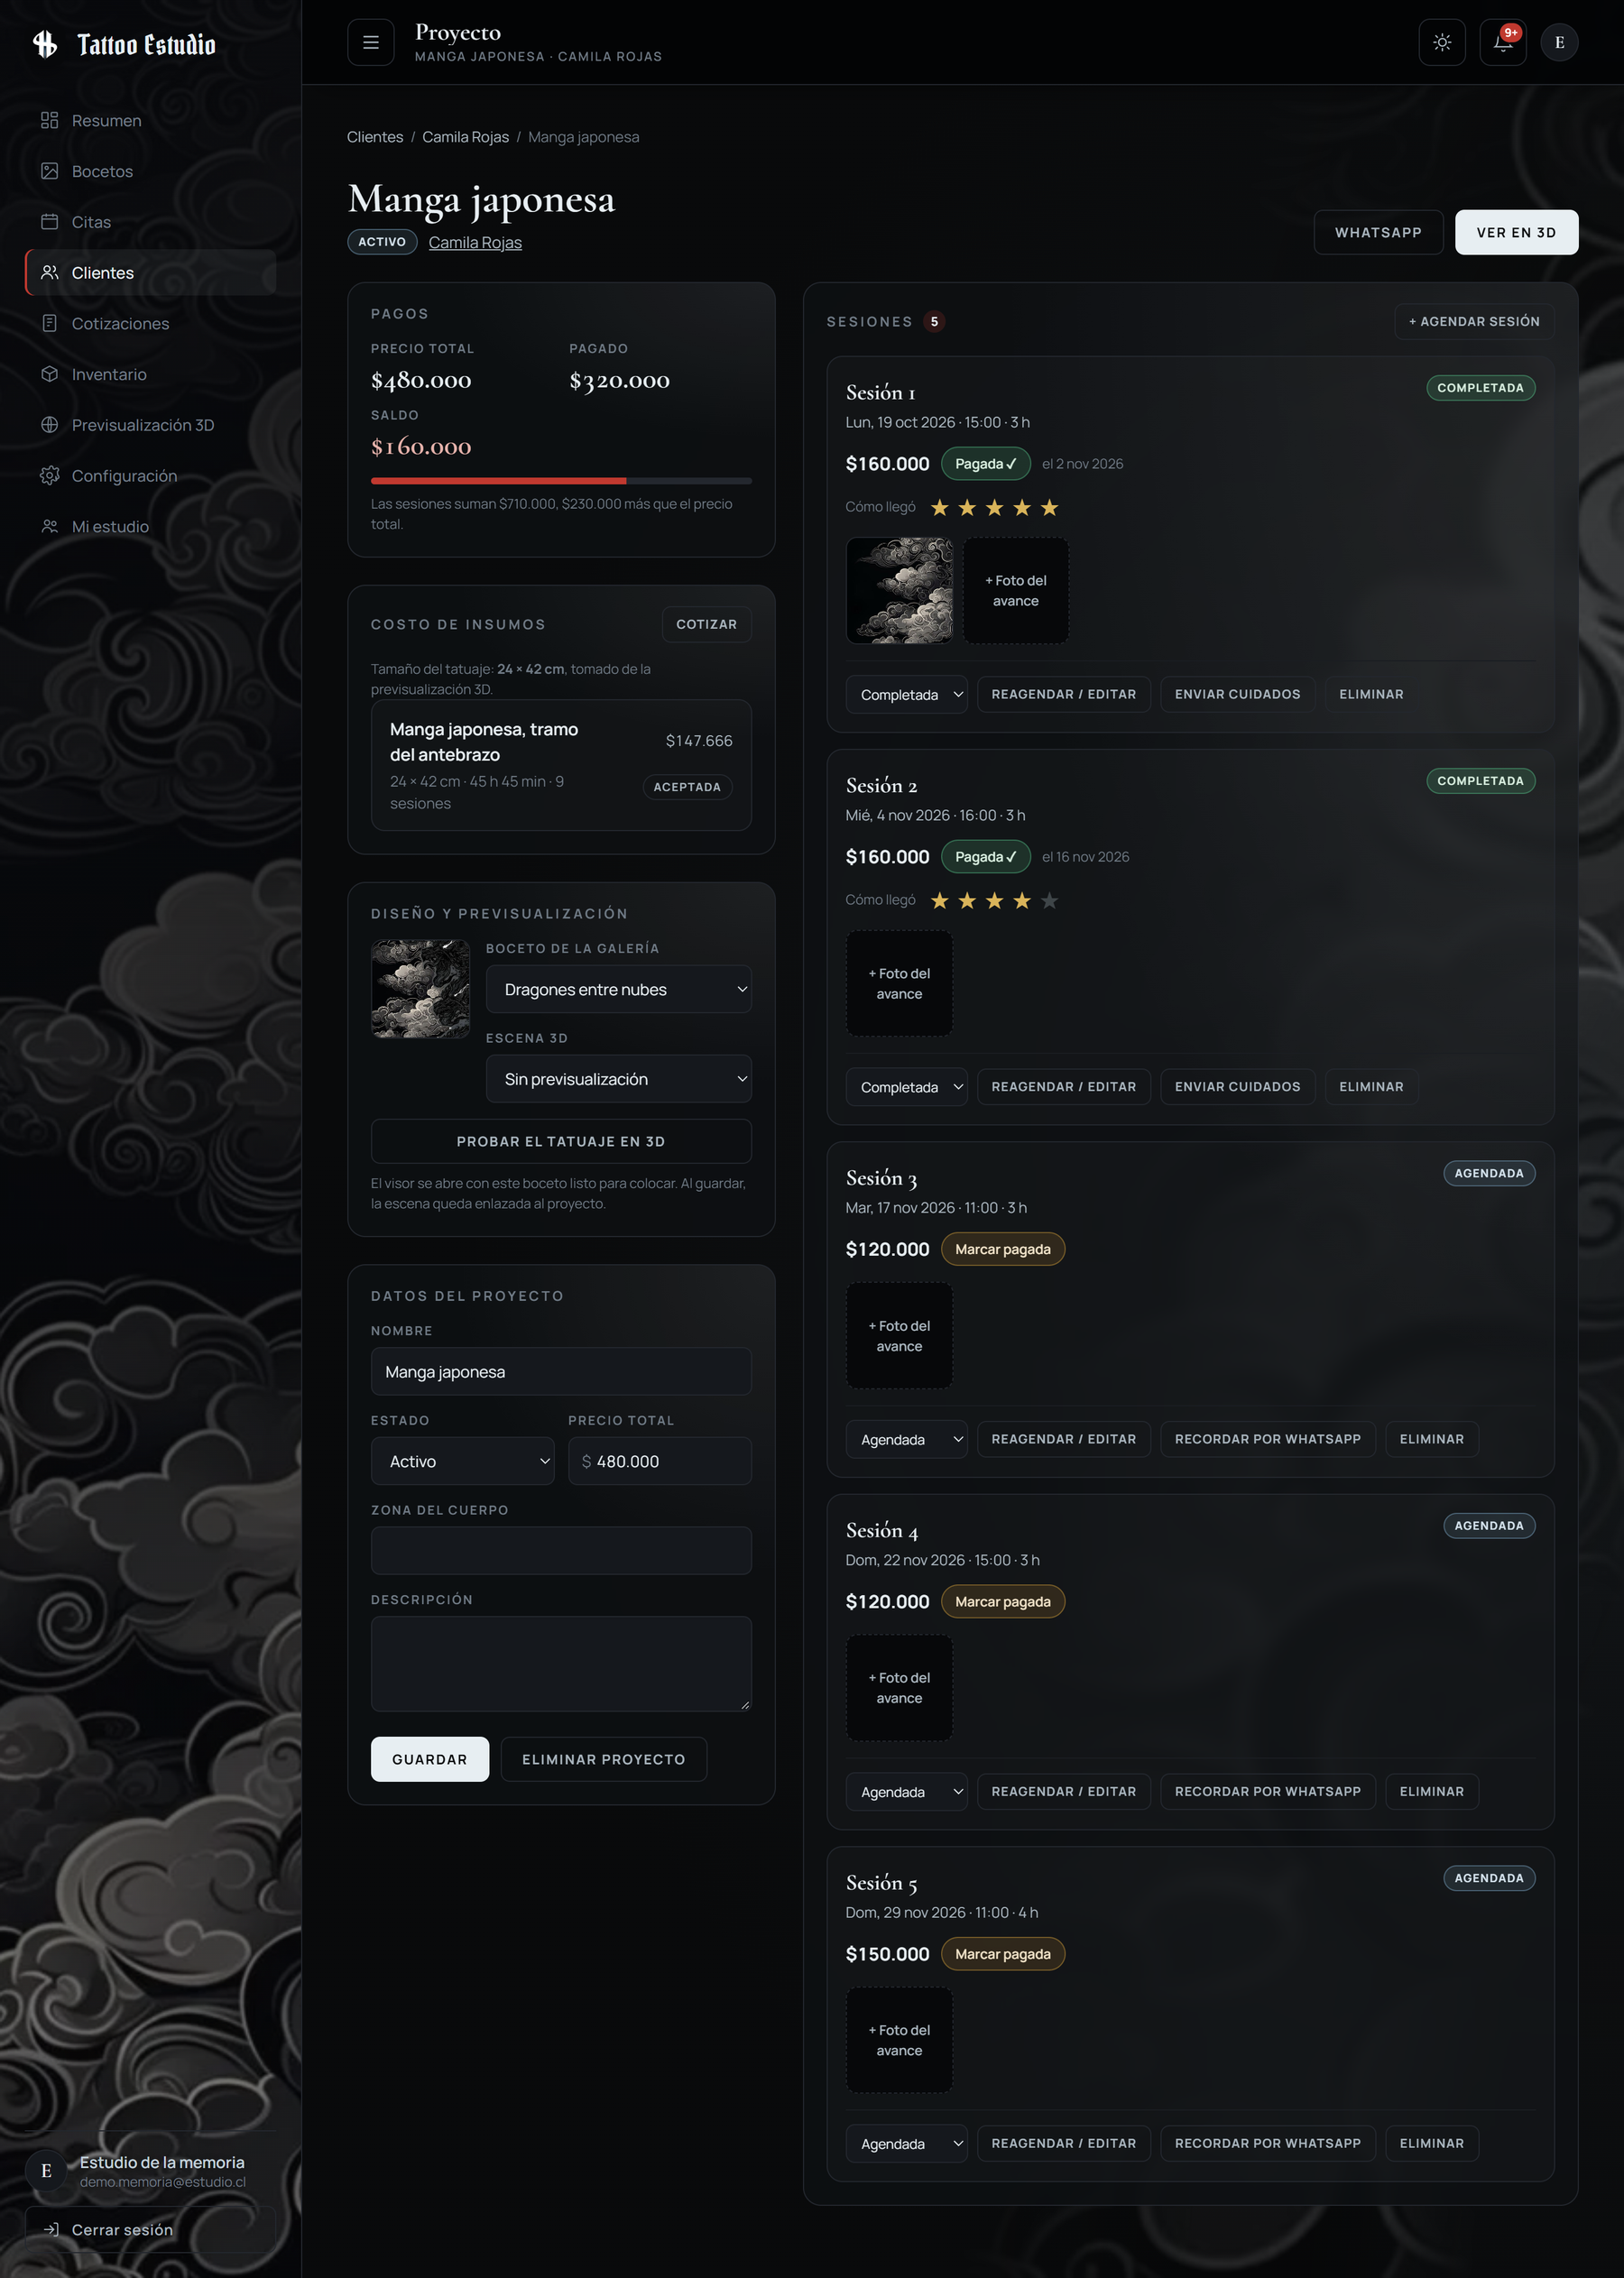 Tattoo Estudio
Resumen
Bocetos
Citas
Clientes
Cotizaciones
Inventario
Previsualización 3D
Configuración
Mi estudio
Estudio de la memoria
demo.memoria@estudio.cl
E
Cerrar sesión
Proyecto
MANGA JAPONESA · CAMILA ROJAS
9+
E
Clientes / Camila Rojas / Manga japonesa
Manga japonesa
ACTIVO Camila Rojas
WHATSAPP
VER EN 3D
PAGOS
PRECIO TOTAL
$480.000
PAGADO
$320.000
SALDO
$160.000
Las sesiones suman $710.000, $230.000 más que el precio
total.
COSTO DE INSUMOS
COTIZAR
Tamaño del tatuaje: 24 × 42 cm, tomado de la
previsualización 3D.
Manga japonesa, tramo
del antebrazo
24 × 42 cm · 45 h 45 min · 9
sesiones
$147.666
ACEPTADA
DISEÑO Y PREVISUALIZACIÓN
BOCETO DE LA GALERÍA
Dragones entre nubes
ESCENA 3D
Sin previsualización
PROBAR EL TATUAJE EN 3D
El visor se abre con este boceto listo para colocar. Al guardar,
la escena queda enlazada al proyecto.
DATOS DEL PROYECTO
NOMBRE
Manga japonesa
ESTADO
Activo
PRECIO TOTAL
$ 480.000
ZONA DEL CUERPO
DESCRIPCIÓN
GUARDAR
ELIMINAR PROYECTO
SESIONES 5
+ AGENDAR SESIÓN
Sesión 1
COMPLETADA
Lun, 19 oct 2026 · 15:00 · 3 h
$160.000 Pagada ✓ el 2 nov 2026
Cómo llegó ★ ★ ★ ★ ★
+ Foto del
avance
Completada
REAGENDAR / EDITAR
ENVIAR CUIDADOS
ELIMINAR
Sesión 2
COMPLETADA
Mié, 4 nov 2026 · 16:00 · 3 h
$160.000 Pagada ✓ el 16 nov 2026
Cómo llegó ★ ★ ★ ★ ★
+ Foto del
avance
Completada
REAGENDAR / EDITAR
ENVIAR CUIDADOS
ELIMINAR
Sesión 3
AGENDADA
Mar, 17 nov 2026 · 11:00 · 3 h
$120.000 Marcar pagada
+ Foto del
avance
Agendada
REAGENDAR / EDITAR
RECORDAR POR WHATSAPP
ELIMINAR
Sesión 4
AGENDADA
Dom, 22 nov 2026 · 15:00 · 3 h
$120.000 Marcar pagada
+ Foto del
avance
Agendada
REAGENDAR / EDITAR
RECORDAR POR WHATSAPP
ELIMINAR
Sesión 5
AGENDADA
Dom, 29 nov 2026 · 11:00 · 4 h
$150.000 Marcar pagada
+ Foto del
avance
Agendada
REAGENDAR / EDITAR
RECORDAR POR WHATSAPP
ELIMINAR